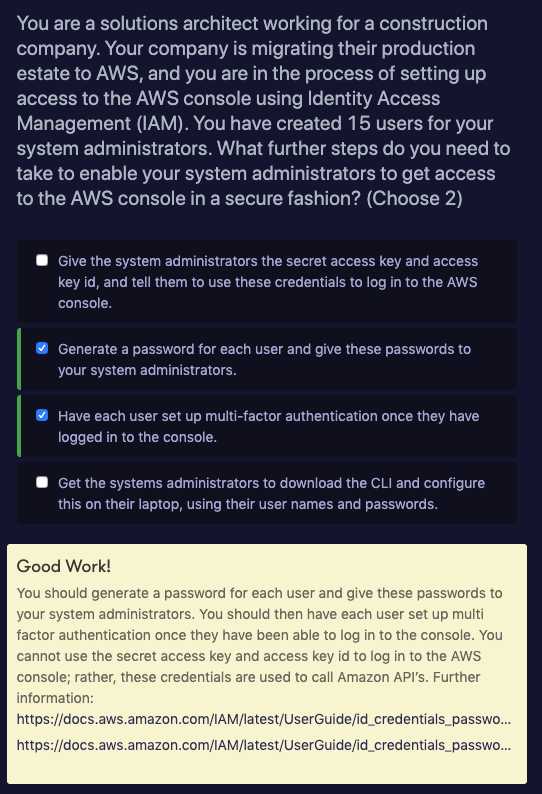 You are a solutions architect working for a construction
company. Your company is migrating their production
estate to AWS, and you are in the process of setting up
access to the AWS console using Identity Access
Management (IAM). You have created 15 users for your
system administrators. What further steps do you need to
take to enable your system administrators to get access
to the AWS console in a secure fashion? (Choose 2)
Give the system administrators the secret access key and access
key id, and tell them to use these credentials to log in to the AWS
console.
Generate a password for each user and give these passwords to
your system administrators.
Have each user set up multi-factor authentication once they have
logged in to the console.
Get the systems administrators to download the CLI and configure
this on their laptop, using their user names and passwords.
Good Work!
You should generate a password for each user and give these passwords to
your system administrators. You should then have each user set up multi
factor authentication once they have been able to log in to the console. You
cannot use the secret access key and access key id to log in to the AWS
console; rather, these credentials are used to call Amazon API's. Further
information:
https://docs.aws.amazon.com/IAM/latest/UserGuide/id_credentials_passwo...
https://docs.aws.amazon.com/IAM/latest/UserGuide/id_credentials_passwo...